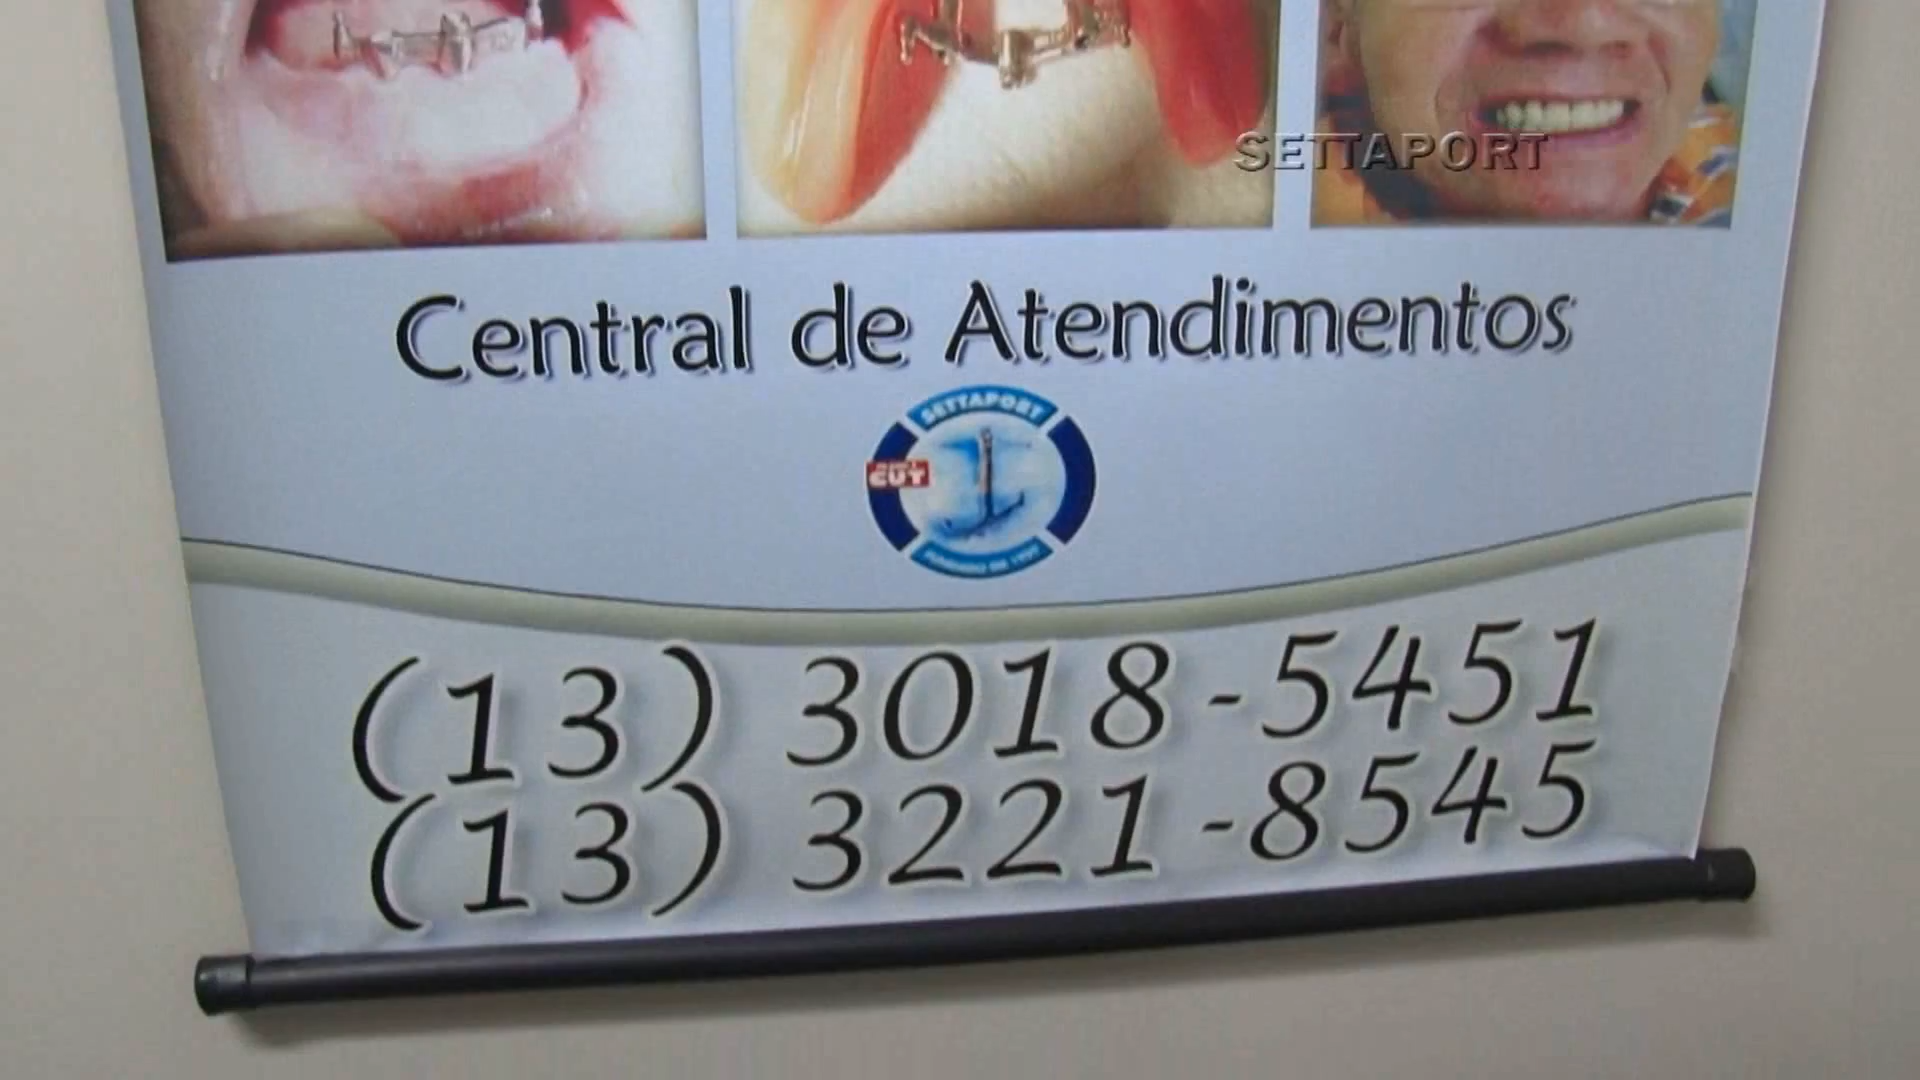 SETTAPORT
Central de Atendimentos
SETTAPORT
CUT
(13) 3018-5451
(13) 3221-8545